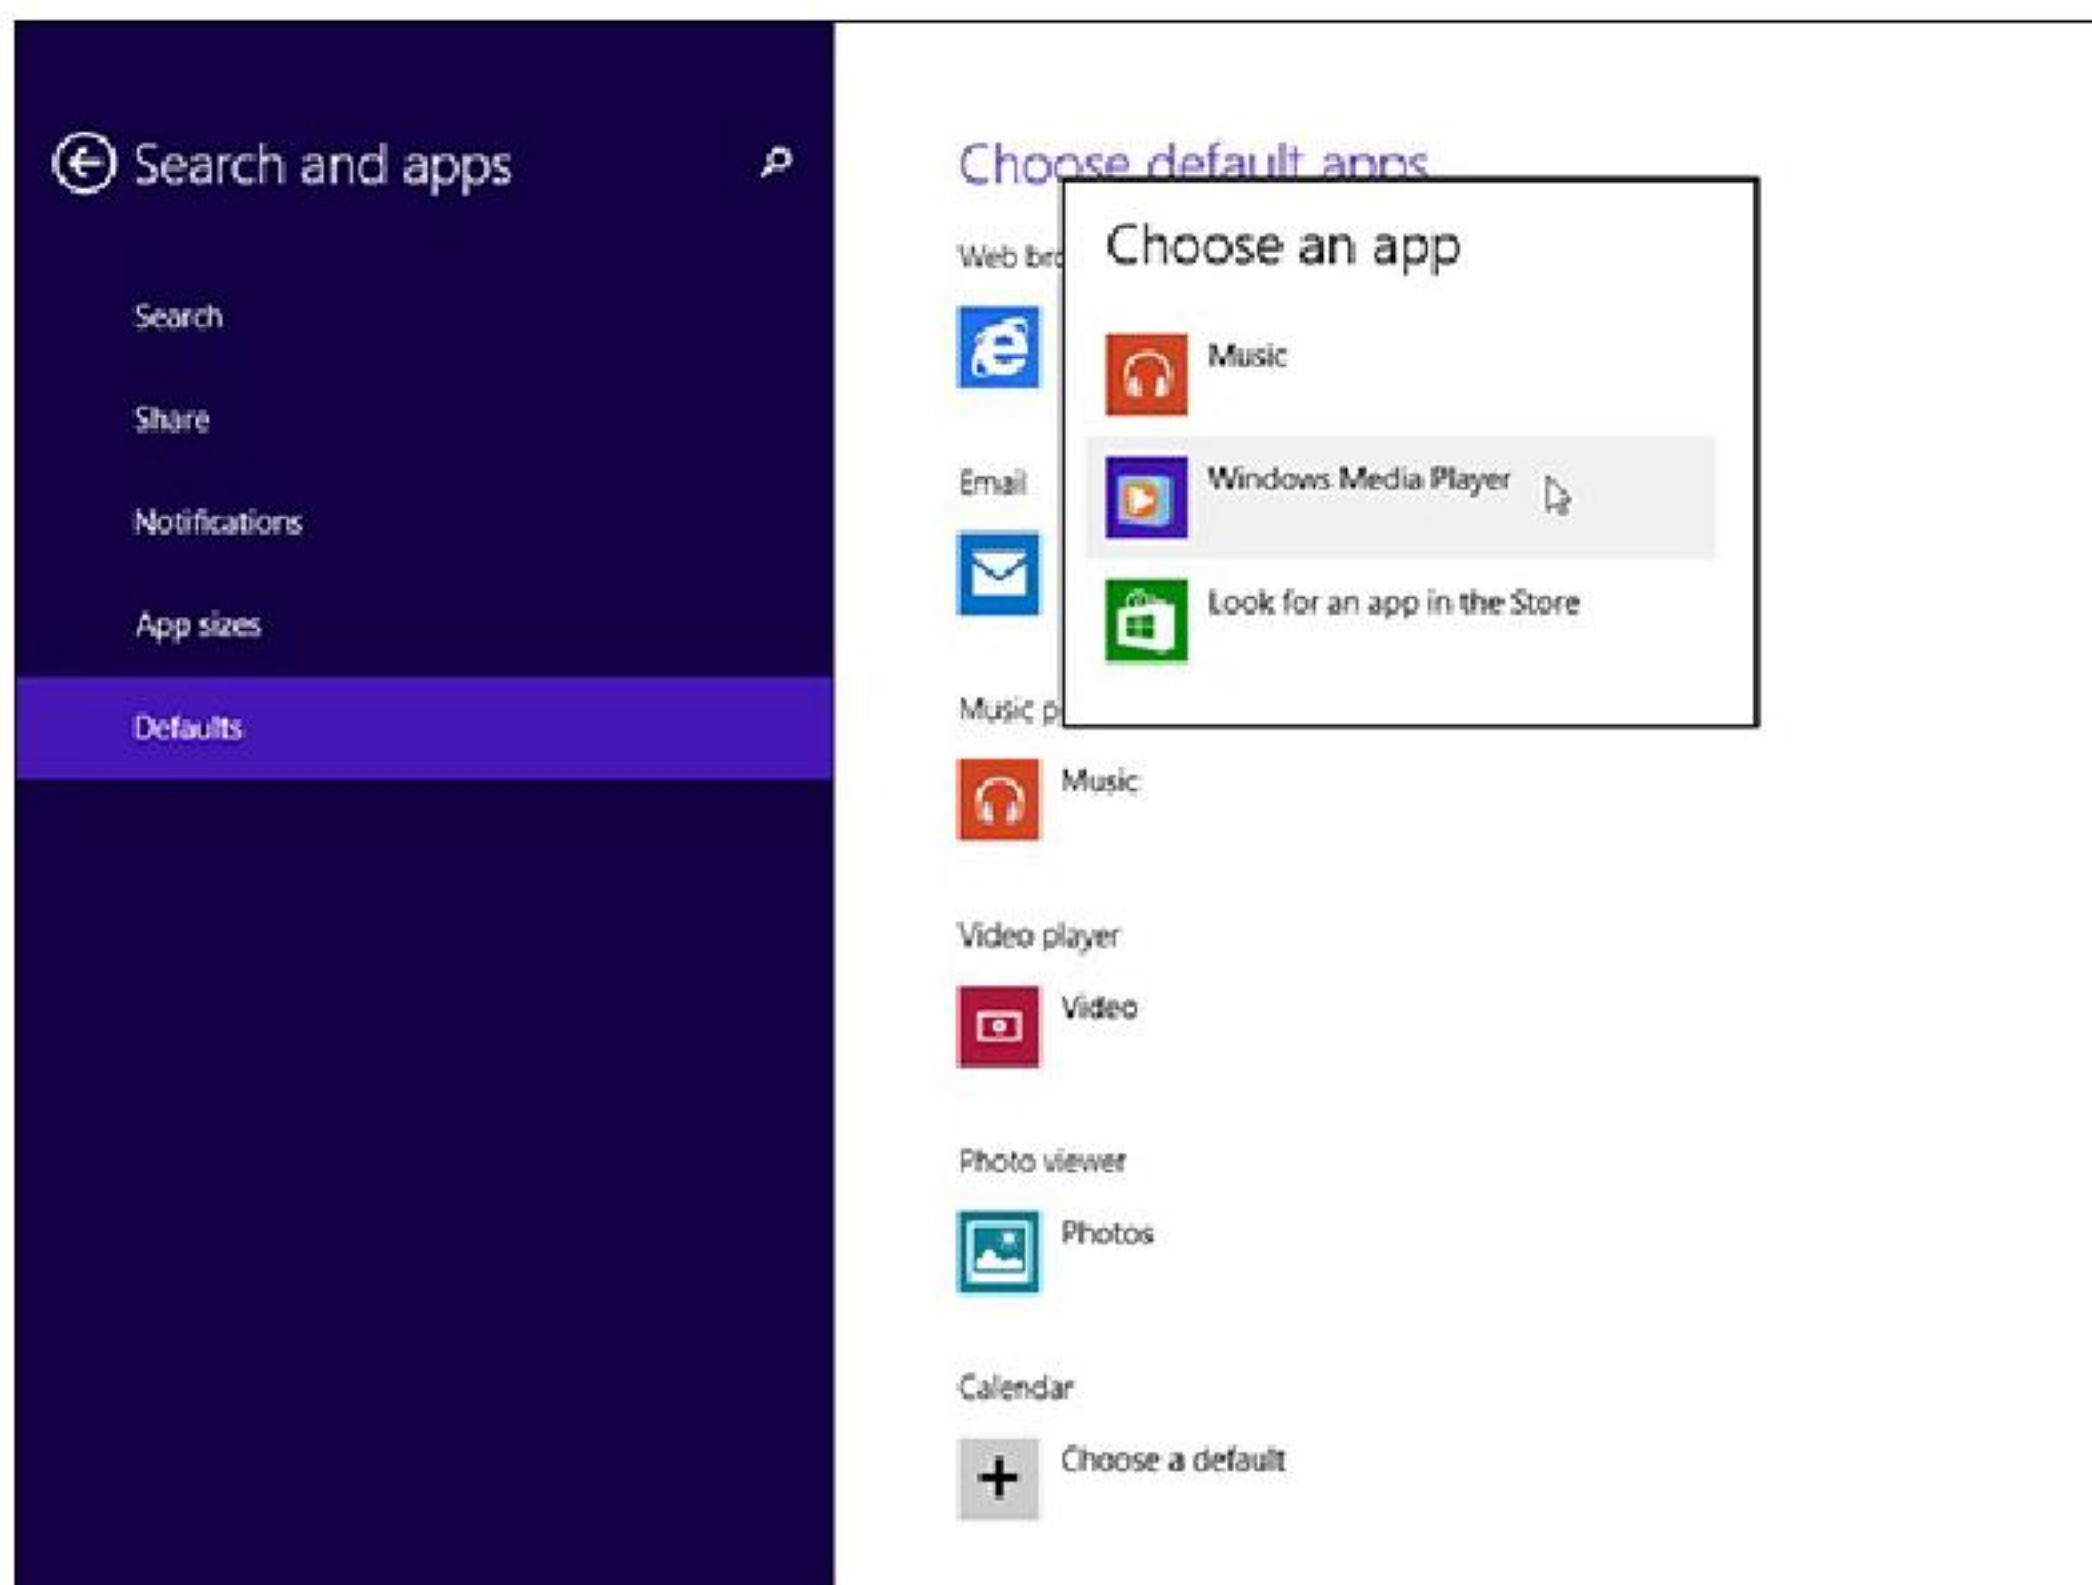 Search and apps
Search
Share
Notifications
App sizes
Defaults
Choose default apps
Web bro
Email
Music p
Music
Video player
Video
Photo viewer
Photos
Calendar
Choose a default
Choose an app
Music
Windows Media Player
Look for an app in the Store